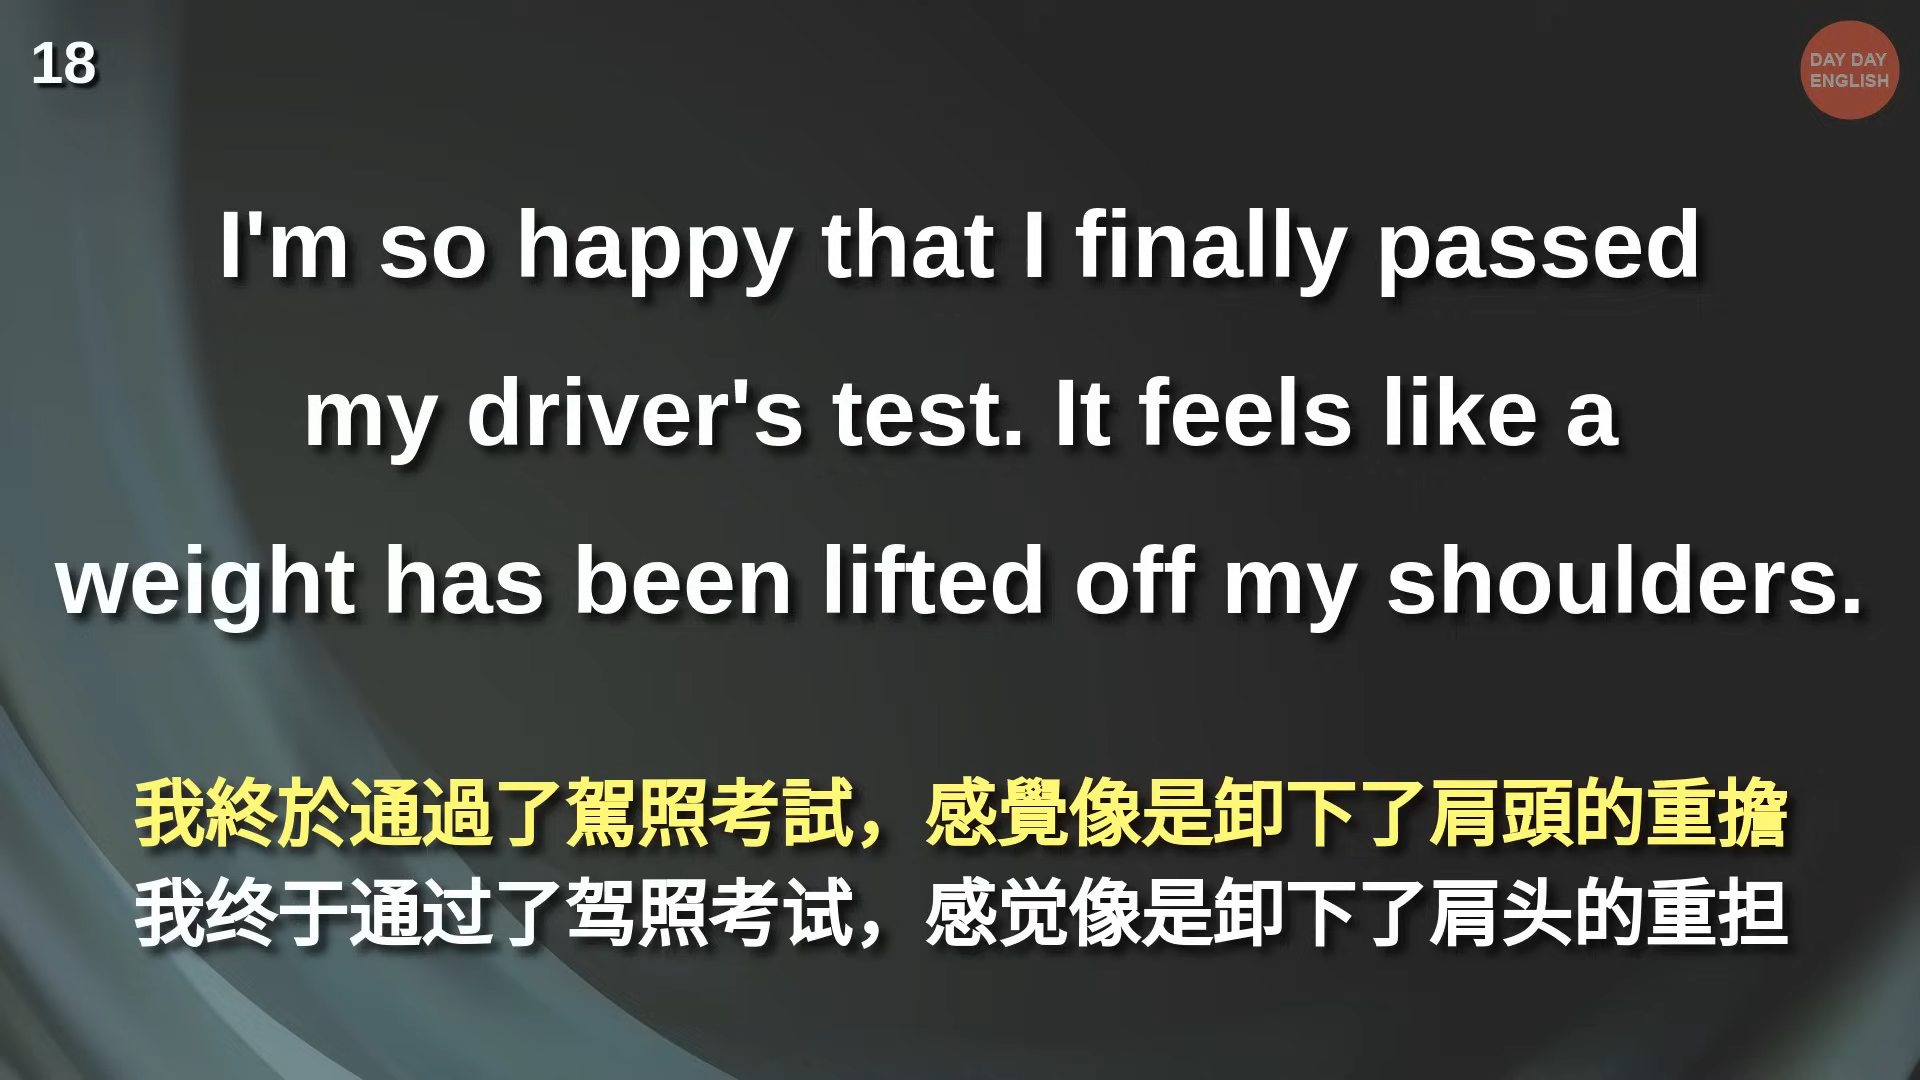 18
DAY DAY
ENGLISH
I'm so happy that I finally passed
my driver's test. It feels like a
weight has been lifted off my shoulders.
我終於通過了駕照考試，感覺像是卸下了肩頭的重擔
我终于通过了驾照考试，感觉像是卸下了肩头的重担